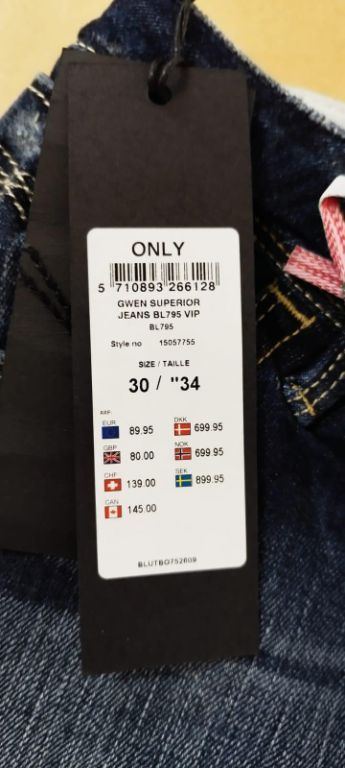 ONLY
5 710893 266128
GWEN SUPERIOR
JEANS BL795 VIP
BL795
Style no 15057755
SIZE / TAILLE
30 / "34
EUR 89.95
DKK 699.95
GBP 80.00
NOK 699.95
CHF 139.00
SEK 899.95
CAN 145.00
BLUTBO752609